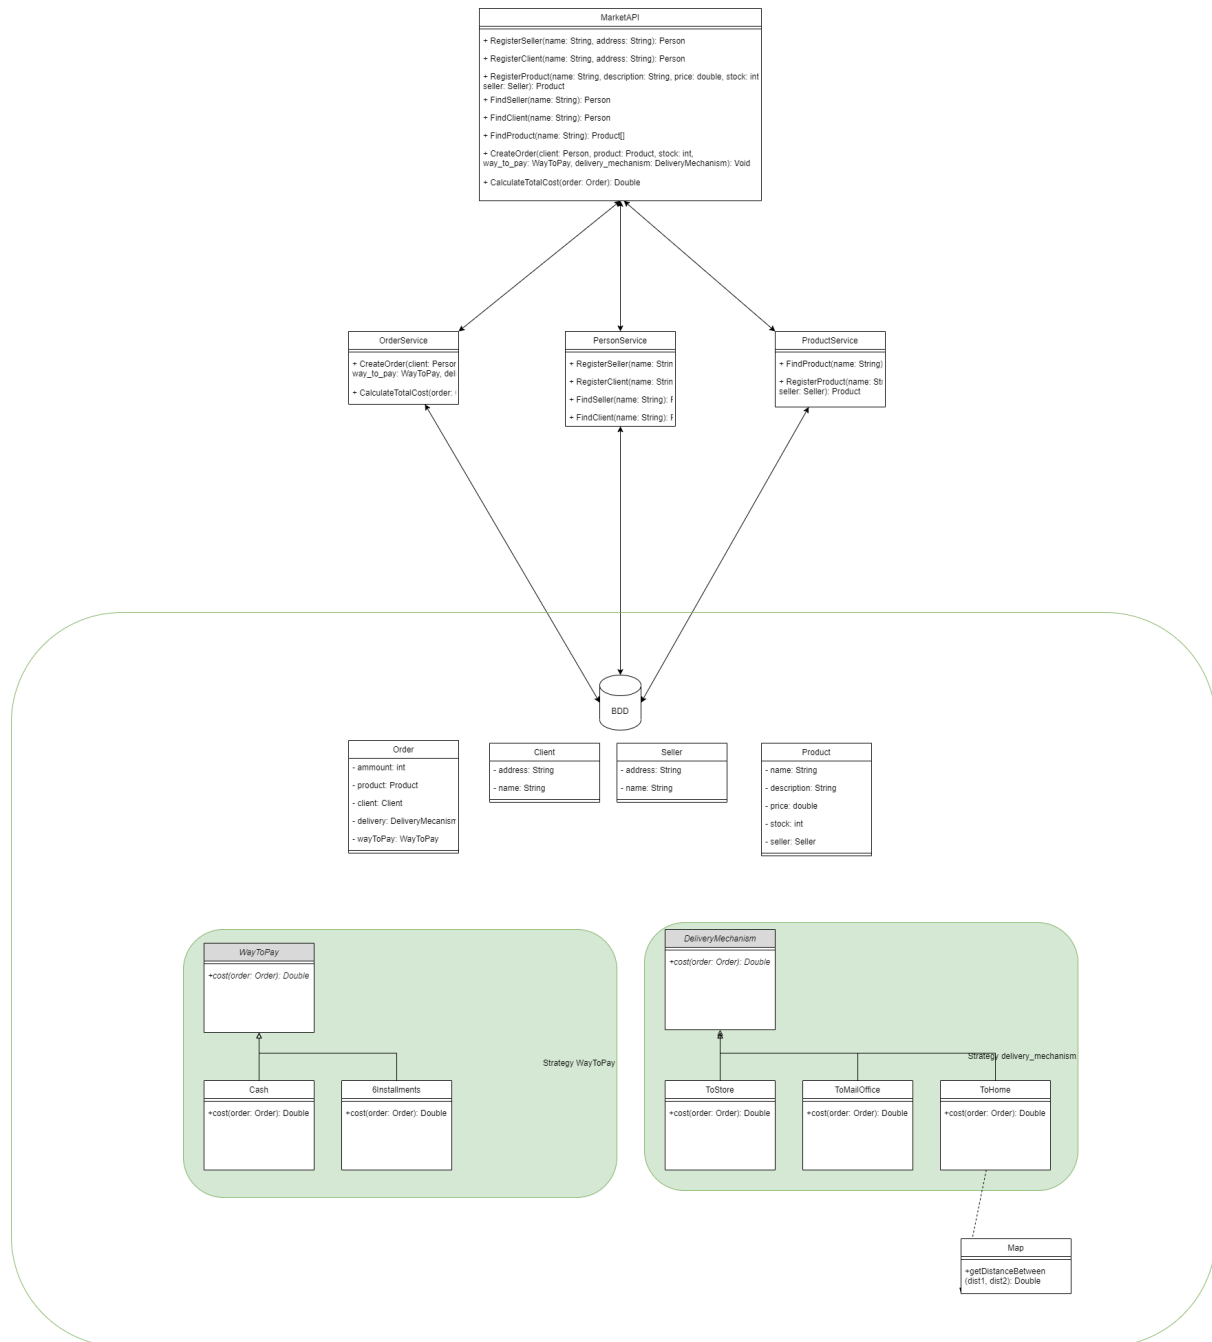 MarketAPI
+ RegisterSeller(name: String, address: String): Person
+ RegisterClient(name: String, address: String): Person
+ RegisterProduct(name: String, description: String, price: double, stock: int
seller: Seller): Product
+ FindSeller(name: String): Person
+ FindClient(name: String): Person
+ FindProduct(name: String): Product[]
+ CreateOrder(client: Person, product: Product, stock: int,
way_to_pay: WayToPay, delivery_mechanism: DeliveryMechanism): Void
+ CalculateTotalCost(order: Order): Double
OrderService
+ CreateOrder(client: Person
way_to_pay: WayToPay, del
+ CalculateTotalCost(order:
PersonService
+ RegisterSeller(name: Strin
+ RegisterClient(name: Strin
+ FindSeller(name: String): F
+ FindClient(name: String): F
ProductService
+ FindProduct(name: String)
+ RegisterProduct(name: Str
seller: Seller): Product
BDD
Order
- ammount: int
- product: Product
- client: Client
- delivery: DeliveryMecanism
- wayToPay: WayToPay
Client
- address: String
- name: String
Seller
- address: String
- name: String
Product
- name: String
- description: String
- price: double
- stock: int
- seller: Seller
WayToPay
+cost(order: Order): Double
Strategy WayToPay
Cash
+cost(order: Order): Double
6Installments
+cost(order: Order): Double
DeliveryMechanism
+cost(order: Order): Double
Strategy delivery_mechanism
ToStore
+cost(order: Order): Double
ToMailOffice
+cost(order: Order): Double
ToHome
+cost(order: Order): Double
Map
+getDistanceBetween
(dist1, dist2): Double